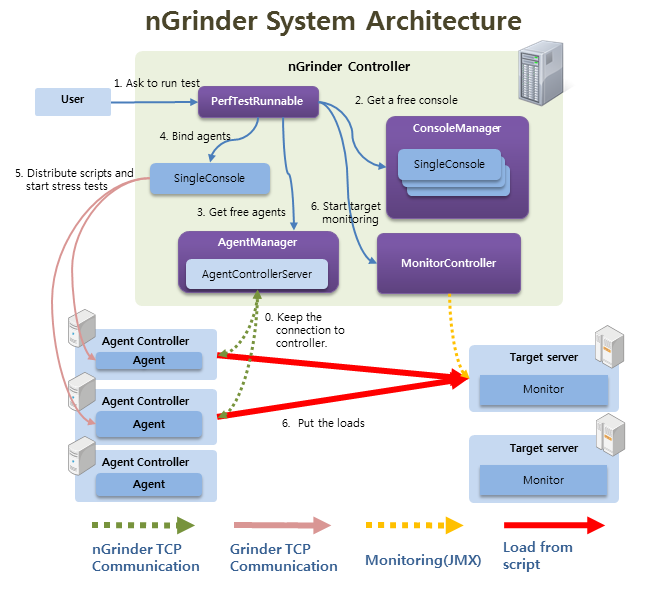 nGrinder System Architecture
nGrinder Controller
1. Ask to run test
User
PerfTestRunnable
2. Get a free console
ConsoleManager
SingleConsole
4. Bind agents
5. Distribute scripts and
start stress tests
SingleConsole
3. Get free agents
6. Start target
monitoring
AgentManager
AgentControllerServer
MonitorController
0. Keep the
connection to
controller.
Agent Controller
Agent
Target server
Monitor
Agent Controller
Agent
6. Put the loads
Agent Controller
Agent
Target server
Monitor
nGrinder TCP
Communication
Grinder TCP
Communication
Monitoring(JMX)
Load from
script